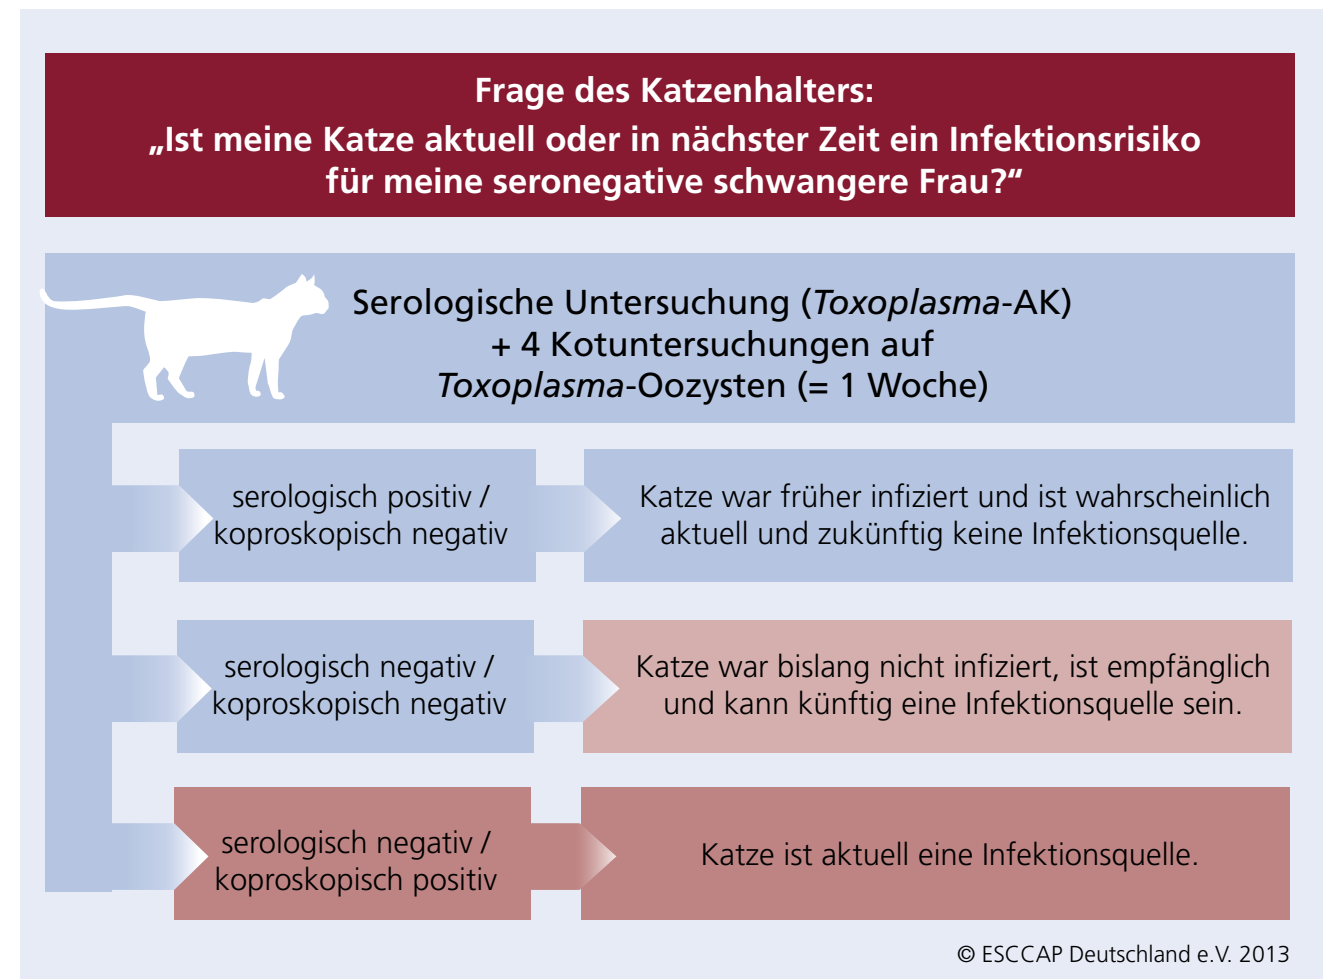 Frage des Katzenhalters:
„Ist meine Katze aktuell oder in nächster Zeit ein Infektionsrisiko
für meine seronegative schwangere Frau?“
Serologische Untersuchung (Toxoplasma-AK)
+ 4 Kotuntersuchungen auf
Toxoplasma-Oozysten (= 1 Woche)
serologisch positiv /
koproskopisch negativ
Katze war früher infiziert und ist wahrscheinlich
aktuell und zukünftig keine Infektionsquelle.
serologisch negativ /
koproskopisch negativ
Katze war bislang nicht infiziert, ist empfänglich
und kann künftig eine Infektionsquelle sein.
serologisch negativ /
koproskopisch positiv
Katze ist aktuell eine Infektionsquelle.
© ESCCAP Deutschland e.V. 2013